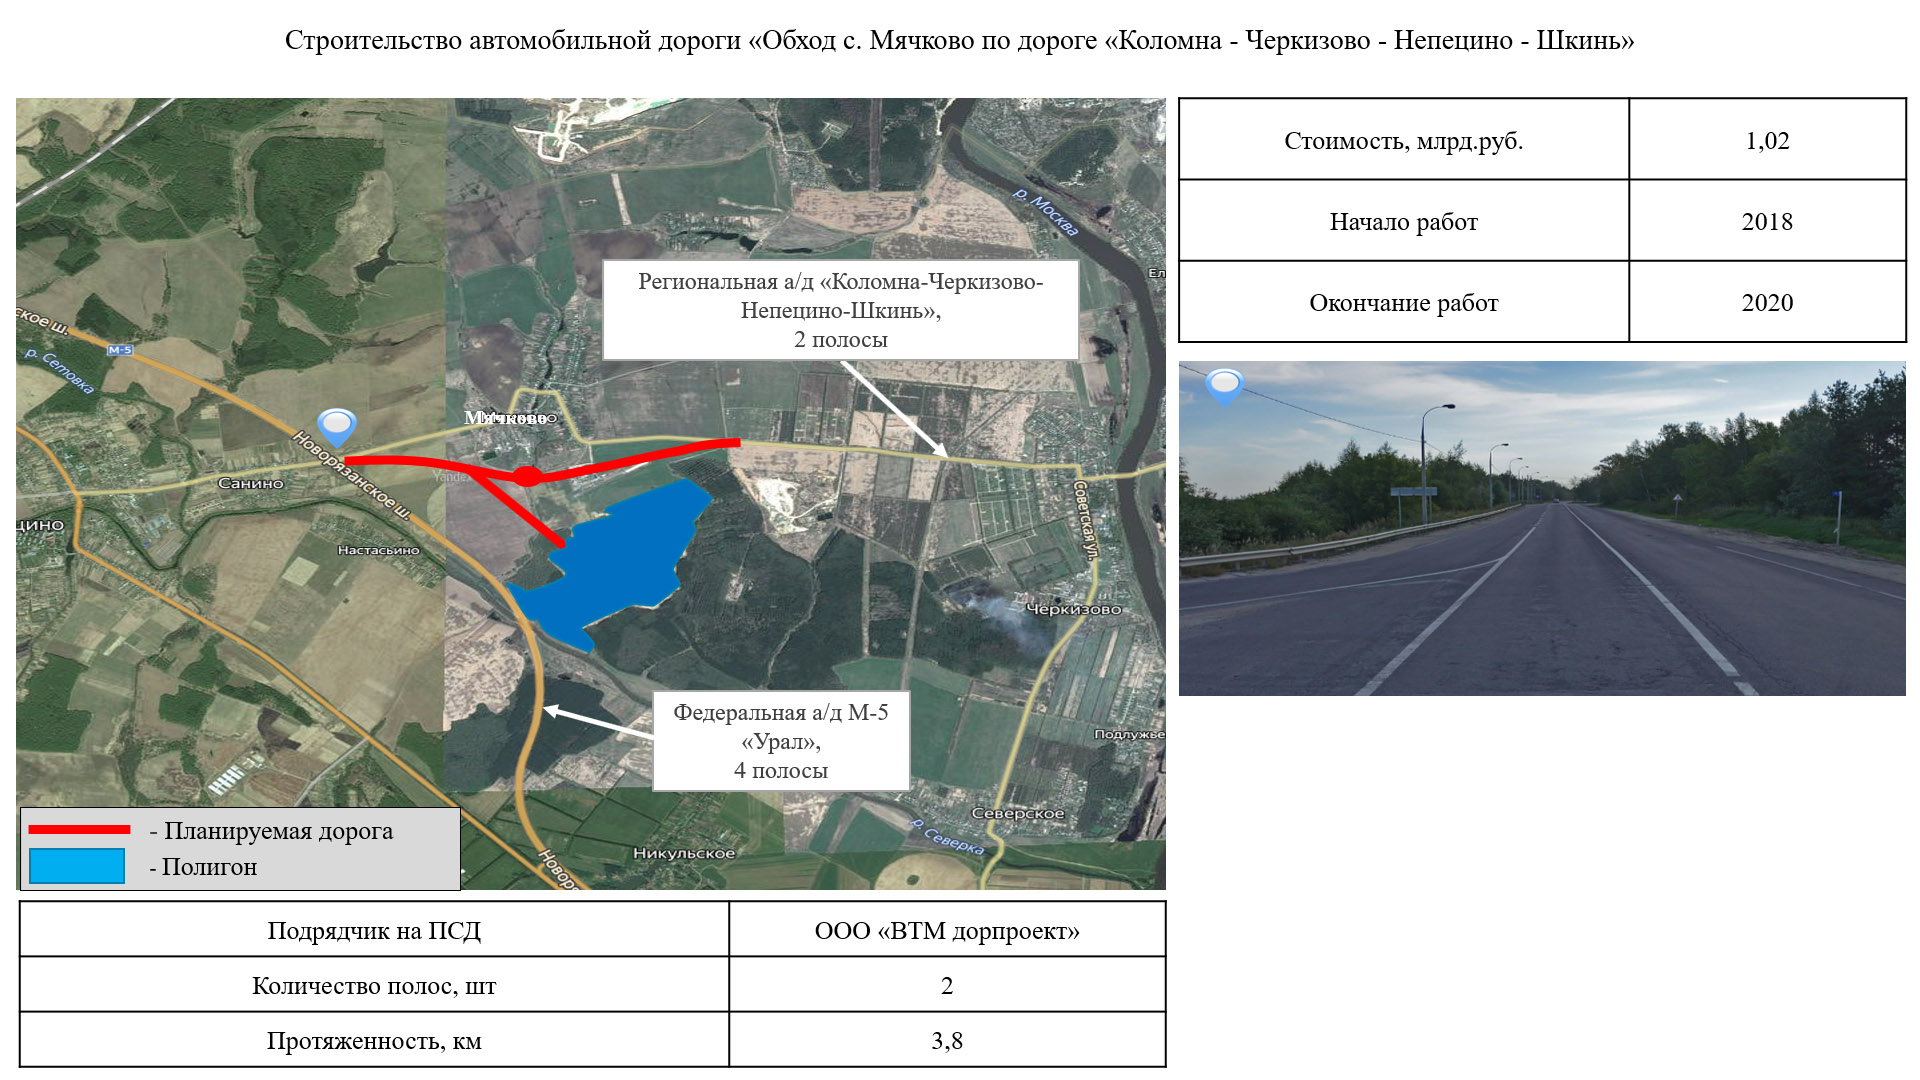 Строительство автомобильной дороги «Обход с. Мячково по дороге «Коломна - Черкизово - Непецино - Шкинь»
Стоимость, млрд.руб. 1,02
Начало работ 2018
Окончание работ 2020
р. Москва
Региональная а/д «Коломна-Черкизово-
Непецино-Шкинь»,
2 полосы
ское ш.
М-5
р. Сетовка
Мячково
Новорязанское ш.
Санино
Yandex
цино
Настасьино
Советская ул.
Черкизово
Ел
Федеральная а/д М-5
«Урал»,
4 полосы
Подлужье
Северское
р. Северка
Никульское
Новоря
- Планируемая дорога
- Полигон
Подрядчик на ПСД ООО «ВТМ дорпроект»
Количество полос, шт 2
Протяженность, км 3,8